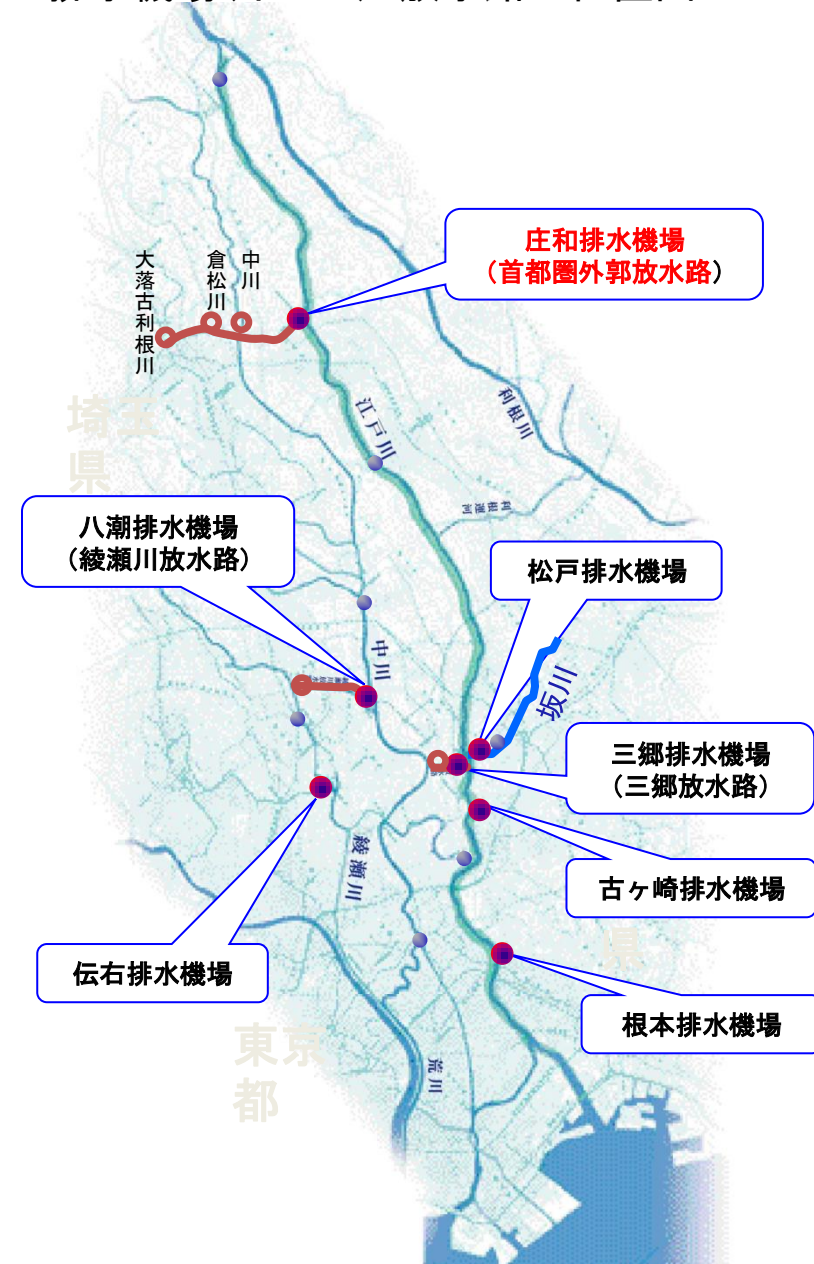 庄和排水機場
（首都圏外郭放水路）
大落古利根川
倉松川
中川
埼玉
県
江戸川
利根川
利根運河
八潮排水機場
（綾瀬川放水路）
松戸排水機場
中川
坂川
三郷排水機場
（三郷放水路）
綾瀬川
古ヶ崎排水機場
県
伝右排水機場
根本排水機場
東京
都
荒川